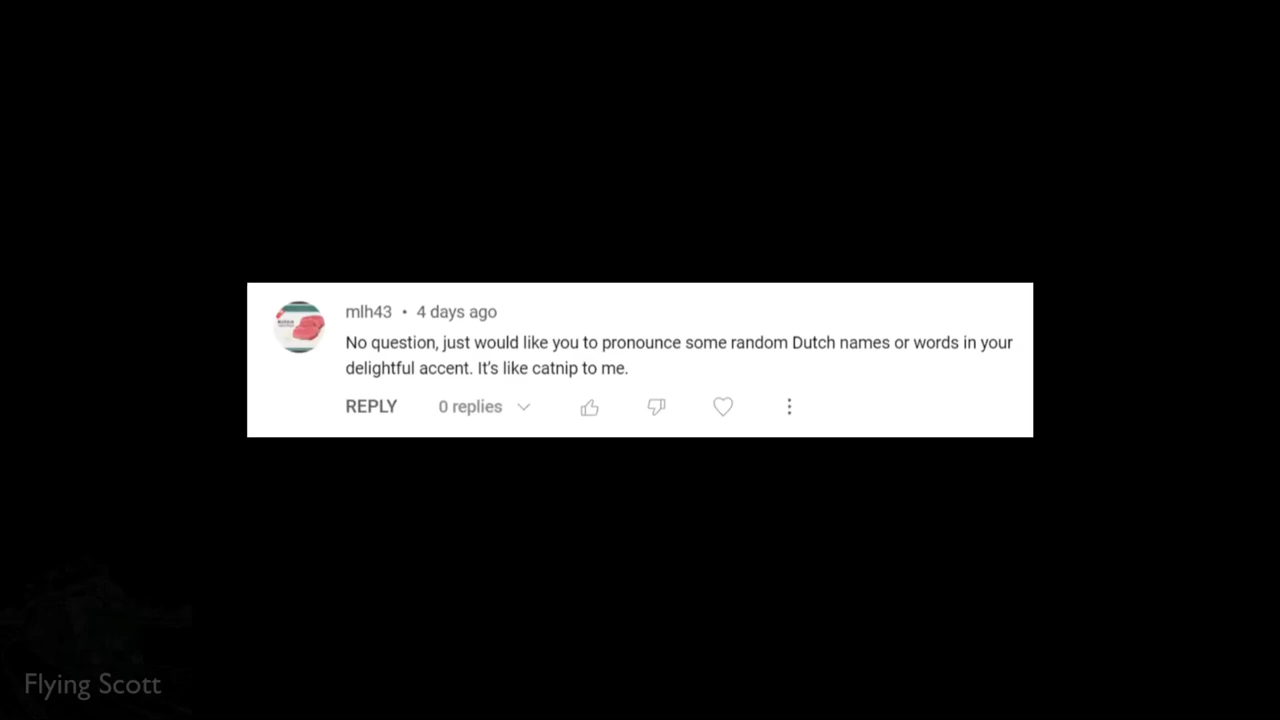 mlh43 • 4 days ago
No question, just would like you to pronounce some random Dutch names or words in your
delightful accent. It's like catnip to me.
REPLY 0 replies
Flying Scott